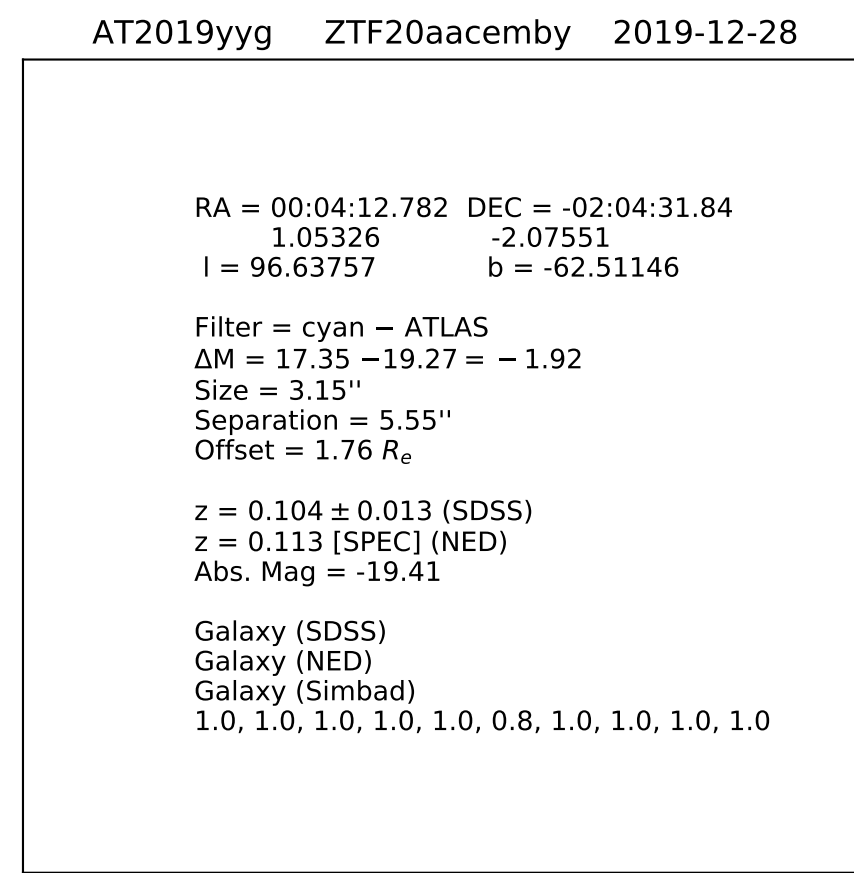 AT2019yyg ZTF20aacemby 2019-12-28
RA = 00:04:12.782 DEC = -02:04:31.84
1.05326 -2.07551
l = 96.63757 b = -62.51146
Filter = cyan − ATLAS
ΔM = 17.35 −19.27 = − 1.92
Size = 3.15''
Separation = 5.55''
Offset = 1.76 Re
z = 0.104 ± 0.013 (SDSS)
z = 0.113 [SPEC] (NED)
Abs. Mag = -19.41
Galaxy (SDSS)
Galaxy (NED)
Galaxy (Simbad)
1.0, 1.0, 1.0, 1.0, 1.0, 0.8, 1.0, 1.0, 1.0, 1.0